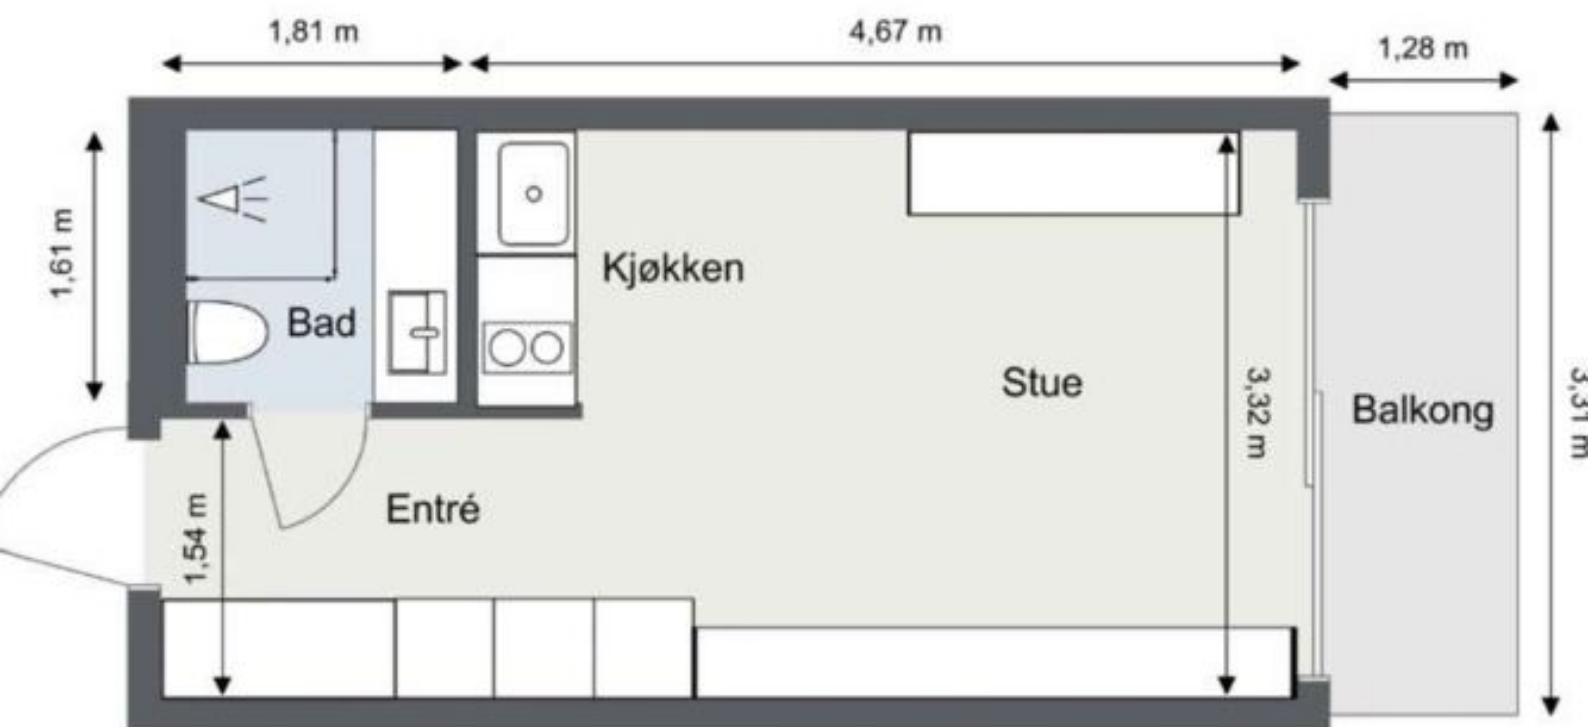 1,81 m
4,67 m
1,28 m
1,61 m
Kjøkken
Bad
Stue
3,32 m
Balkong
3,31 m
Entré
1,54 m